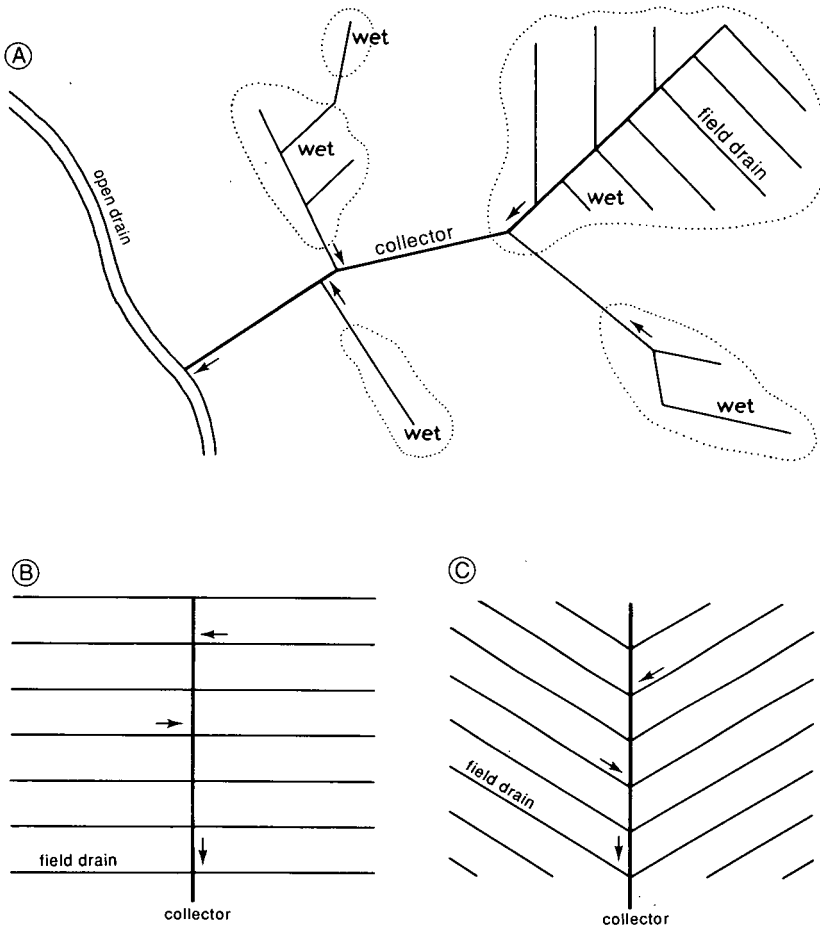 A
wet
wet
open drain
collector
field drain
wet
wet
wet
B
field drain
collector
C
field drain
collector